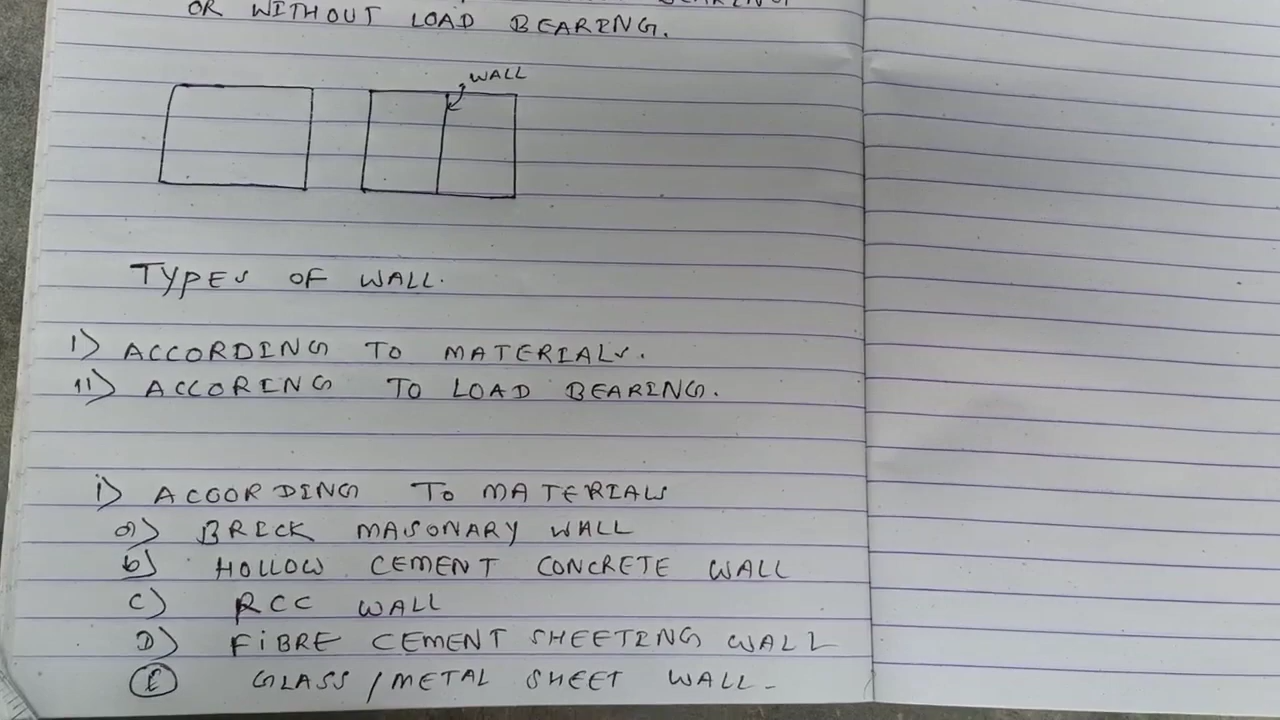 OR WITHOUT LOAD BEARING.
WALL
TYPES OF WALL.
I) ACCORDING TO MATERIALS.
II) ACCORING TO LOAD BEARING.
i) ACCORDING TO MATERIALS
a) BRICK MASONARY WALL
b) HOLLOW CEMENT CONCRETE WALL
C) RCC WALL
D) FIBRE CEMENT SHEETING WALL
E GLASS / METAL SHEET WALL-